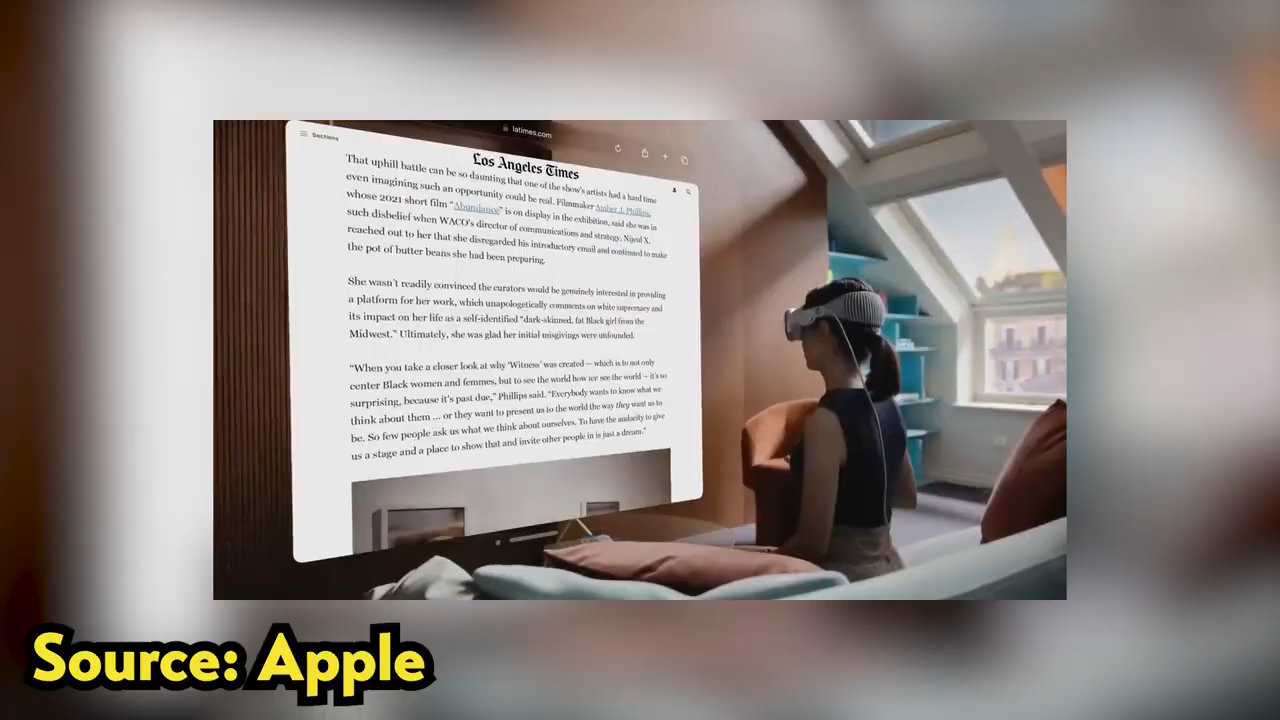 latimes.com
Sections
Los Angeles Times
That uphill battle can be so daunting that one of the show's artists had a hard time
even imagining such an opportunity could be real. Filmmaker Amber J. Phillips,
whose 2021 short film “Abundance” is on display in the exhibition, said she was in
such disbelief when WACO's director of communications and strategy, Nijeul X,
reached out to her that she disregarded his introductory email and continued to make
the pot of butter beans she had been preparing.
She wasn't readily convinced the curators would be genuinely interested in providing
a platform for her work, which unapologetically comments on white supremacy and
its impact on her life as a self-identified “dark-skinned, fat Black girl from the
Midwest.” Ultimately, she was glad her initial misgivings were unfounded.
“When you take a closer look at why ‘Witness’ was created — which is to not only
center Black women and femmes, but to see the world how we see the world — it's so
surprising, because it's past due,” Phillips said. “Everybody wants to know what we
think about them ... or they want to present us to the world the way they want us to
be. So few people ask us what we think about ourselves. To have the audacity to give
us a stage and a place to show that and invite other people in is just a dream.”
Source: Apple